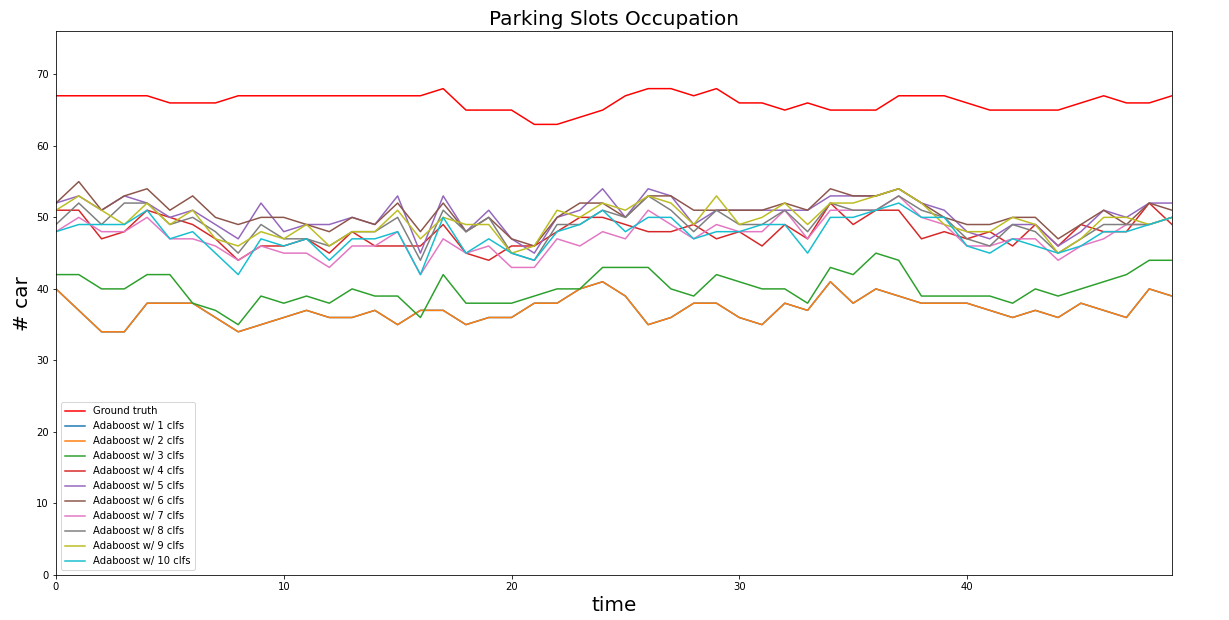 Parking Slots Occupation
# car
70
60
50
40
30
20
10
0
Ground truth
Adaboost w/ 1 clfs
Adaboost w/ 2 clfs
Adaboost w/ 3 clfs
Adaboost w/ 4 clfs
Adaboost w/ 5 clfs
Adaboost w/ 6 clfs
Adaboost w/ 7 clfs
Adaboost w/ 8 clfs
Adaboost w/ 9 clfs
Adaboost w/ 10 clfs
0 10 20 30 40
time